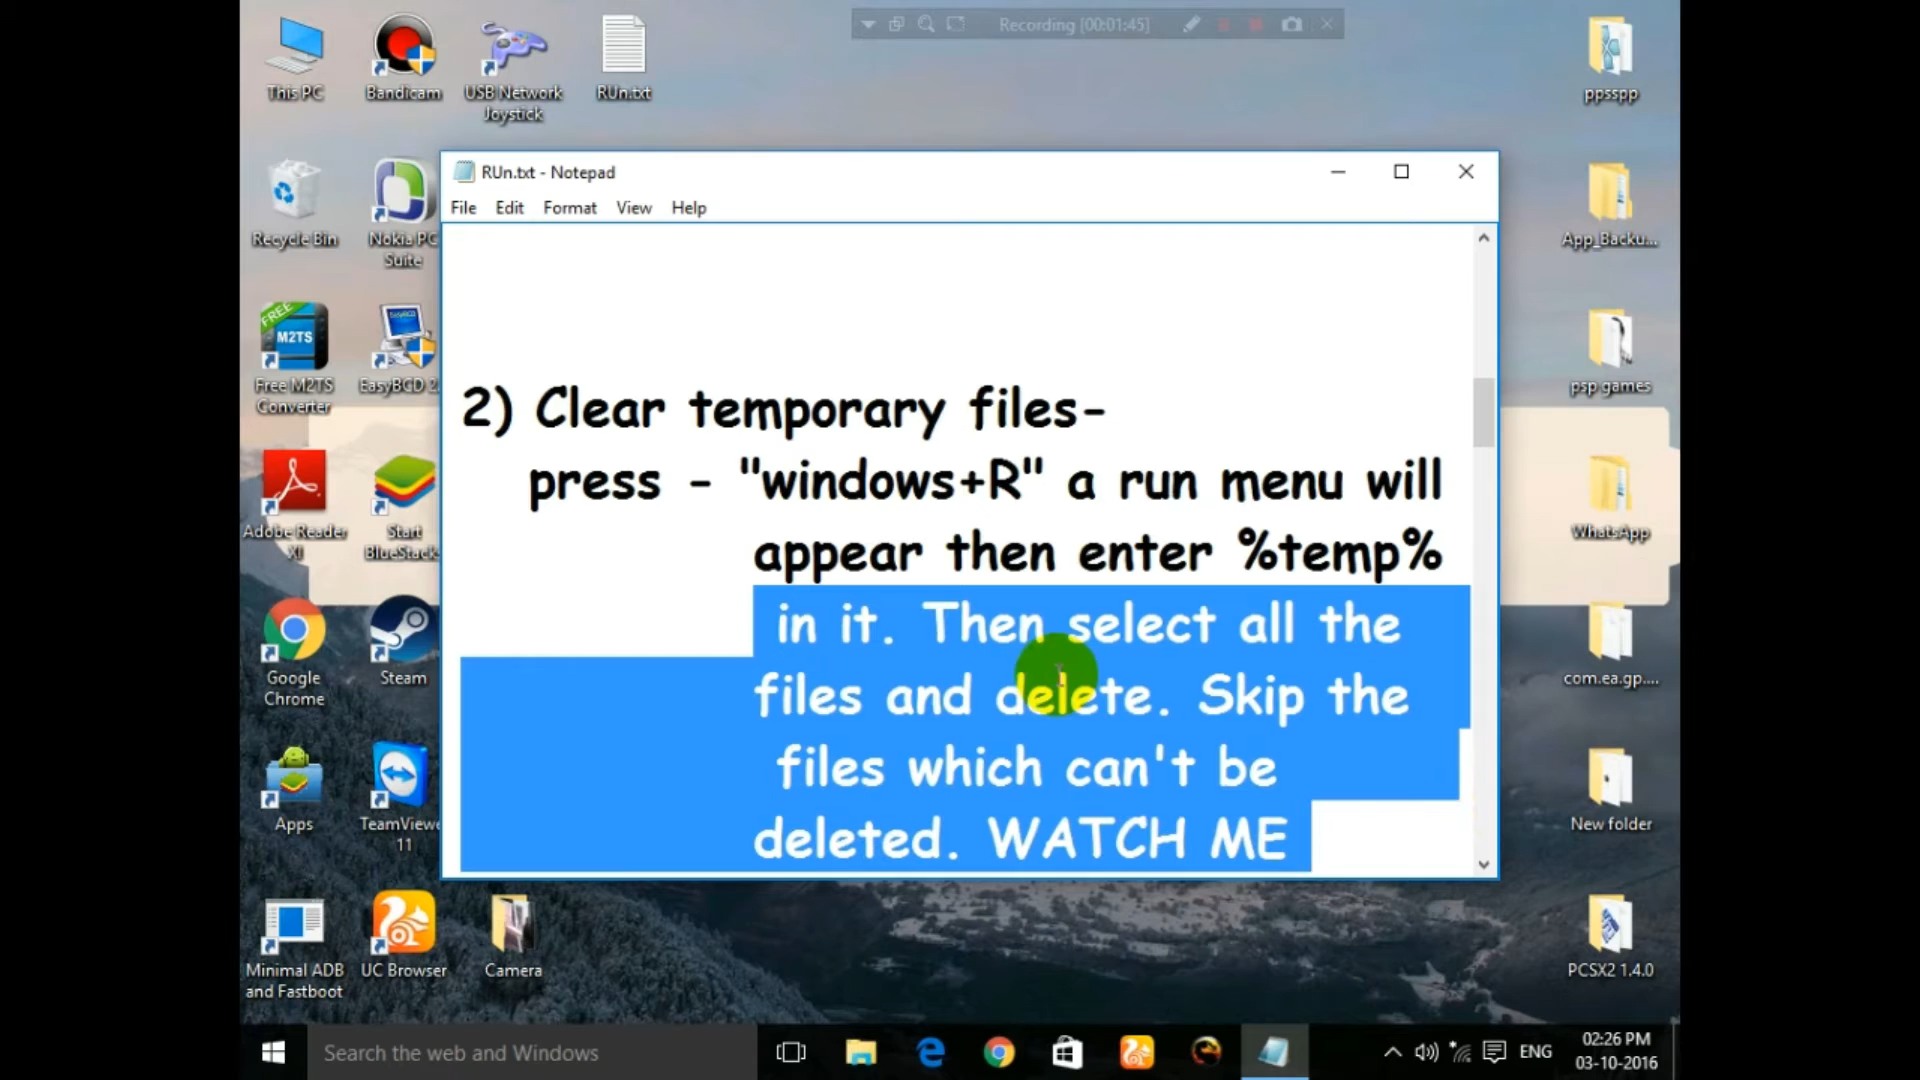 Recording [00:01:45]
This PC
Bandicam
USB Network
Joystick
RUn.txt
ppsspp
RUn.txt - Notepad
File Edit Format View Help
Recycle Bin
Nokia PC
Suite
App_Backu...
FREE
M2TS
Free M2TS
Converter
EasyBCD 2
psp games
2) Clear temporary files-
press - "windows+R" a run menu will
appear then enter %temp%
in it. Then select all the
files and delete. Skip the
files which can't be
deleted. WATCH ME
Adobe Reader
XI
Start
BlueStack
WhatsApp
Google
Chrome
Steam
com.ea.gp....
Apps
TeamViewe
11
New folder
Minimal ADB
and Fastboot
UC Browser
Camera
PCSX2 1.4.0
Search the web and Windows
ENG
02:26 PM
03-10-2016